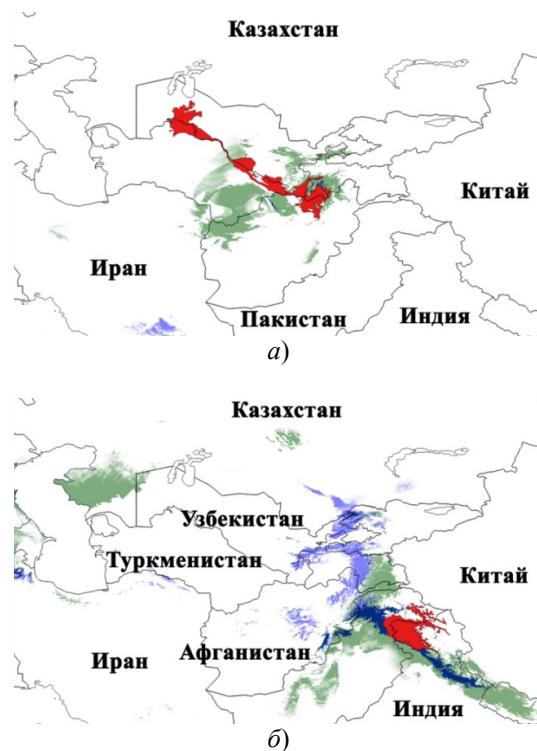 Казахстан
Китай
Иран
Пакистан
Индия
а)
Казахстан
Узбекистан
Туркменистан
Китай
Афганистан
Иран
Индия
б)